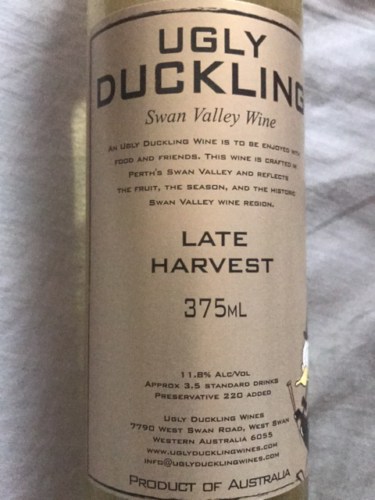 UGLY
DUCKLING
Swan Valley Wine
AN UGLY DUCKLING WINE IS TO BE ENJOYED WITH
FOOD AND FRIENDS. THIS WINE IS CRAFTED IN
PERTH'S SWAN VALLEY AND REFLECTS
THE FRUIT, THE SEASON, AND THE HISTORIC
SWAN VALLEY WINE REGION.
LATE
HARVEST
375ML
11.8% ALC/VOL
APPROX 3.5 STANDARD DRINKS
PRESERVATIVE 220 ADDED
UGLY DUCKLING WINES
7790 WEST SWAN ROAD, WEST SWAN
WESTERN AUSTRALIA 6055
WWW.UGLYDUCKLINGWINES.COM
INFO@UGLYDUCKLINGWINES.COM
PRODUCT OF AUSTRALIA